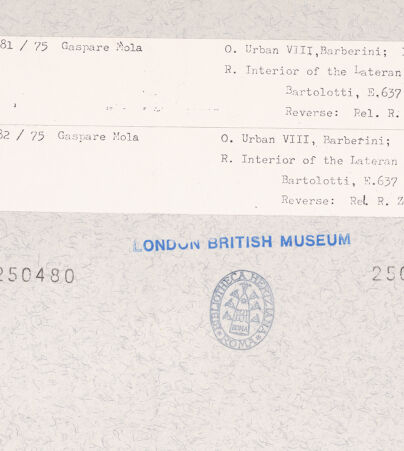 81 / 75 Gaspare Mola O. Urban VIII,Barberini;
R. Interior of the Lateran
Bartolotti, E.637
Reverse: Rel. R.
82 / 75 Gaspare Mola O. Urban VIII, Barberini;
R. Interior of the Lateran
Bartolotti, E.637
Reverse: Rel R. Z
LONDON BRITISH MUSEUM
250480 250
BIBLIOTHECA HERTZIANA
ROMA